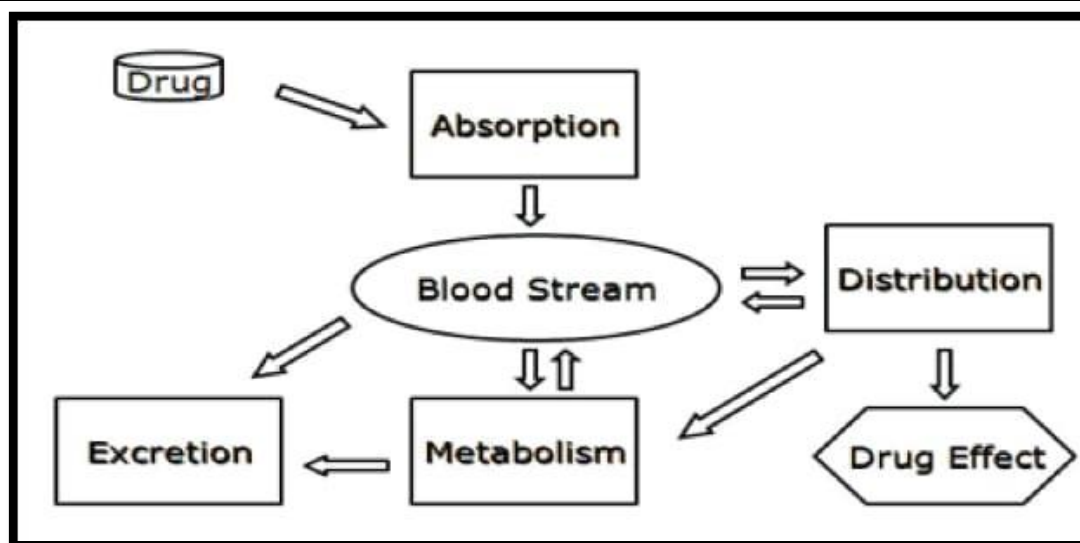 Drug
Absorption
Blood Stream
Distribution
Excretion
Metabolism
Drug Effect